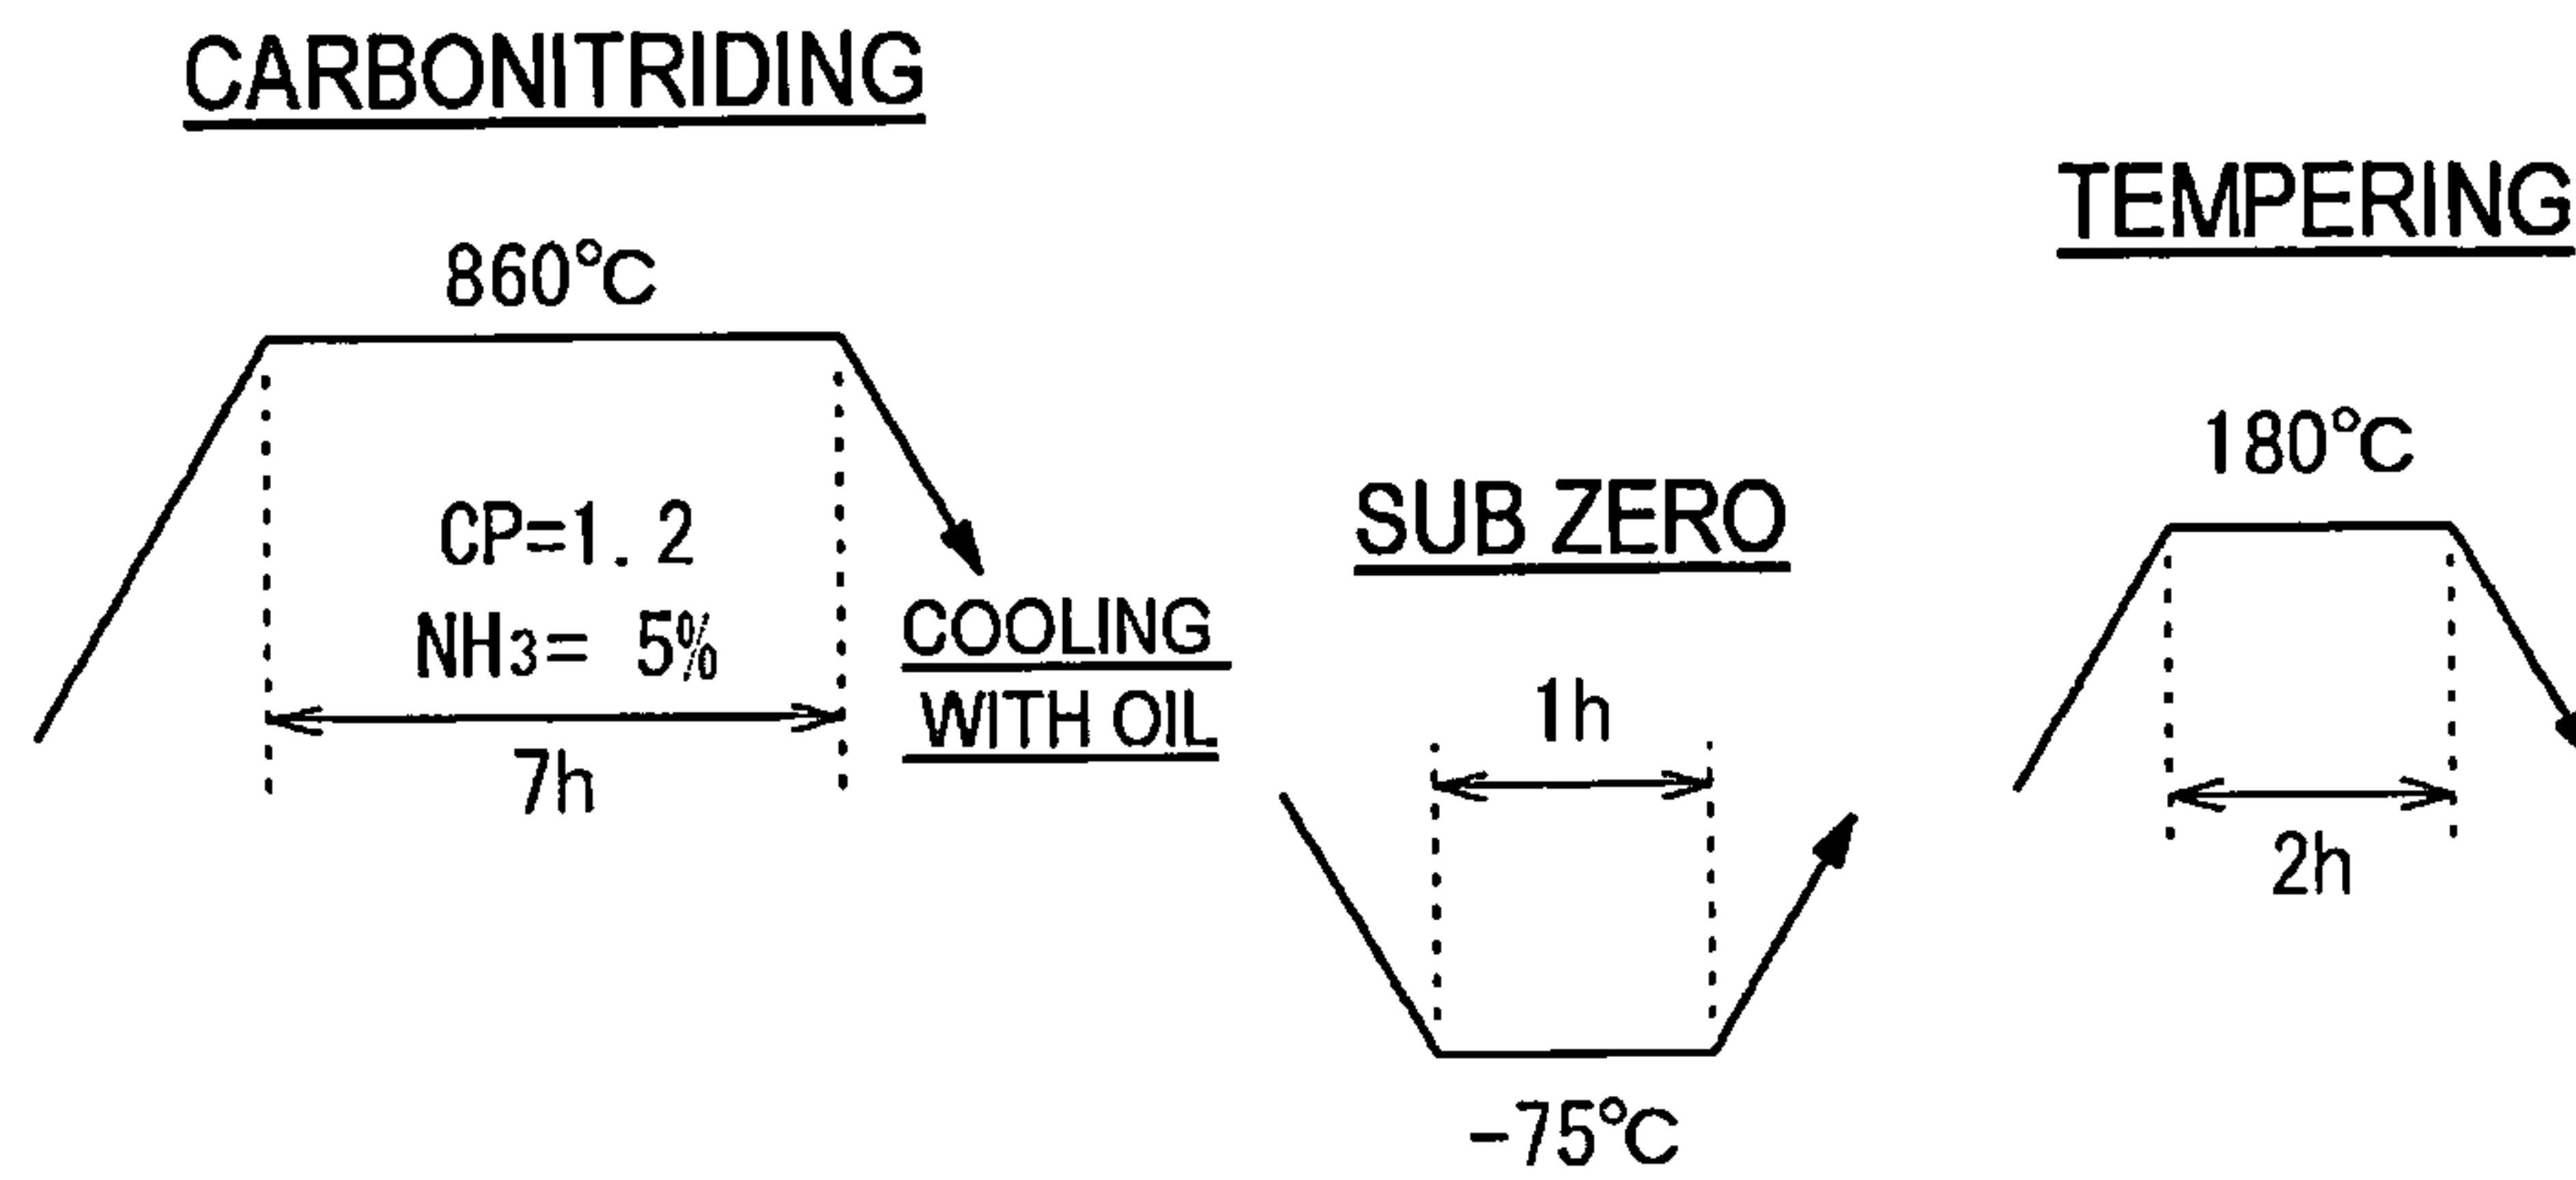 CARBONITRIDING
860°C
CP=1.2
NH3= 5%
7h
COOLING
WITH OIL
SUB ZERO
1h
-75°C
TEMPERING
180°C
2h